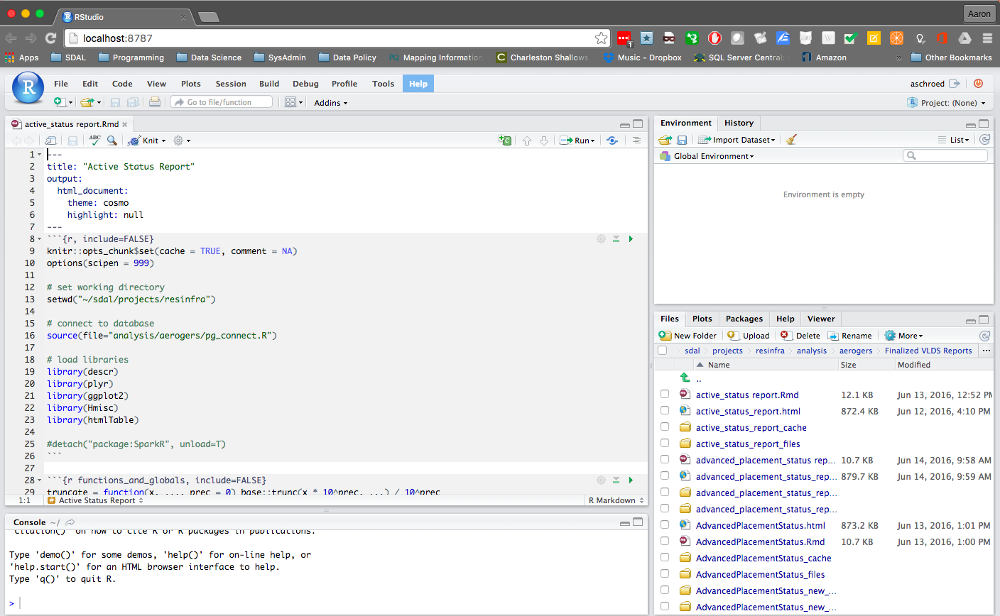 RStudio
Aaron
localhost:8787
1
Apps SDAL Programming Data Science SysAdmin Data Policy Mapping Information Charleston Shallows Music - Dropbox SQL Server Central: Amazon » Other Bookmarks
File Edit Code View Plots Session Build Debug Profile Tools Help
aschroed
Go to file/function
Addins
Project: (None)
active_status report.Rmd
ABC Knit Run
1 ---
2 title: "Active Status Report"
3 output:
4 html_document:
5 theme: cosmo
6 highlight: null
7 ---
8 ```{r, include=FALSE}
9 knitr::opts_chunk$set(cache = TRUE, comment = NA)
10 options(scipen = 999)
11
12 # set working directory
13 setwd("~/sdal/projects/resinfra")
14
15 # connect to database
16 source(file="analysis/aerogers/pg_connect.R")
17
18 # load libraries
19 library(descr)
20 library(plyr)
21 library(ggplot2)
22 library(Hmisc)
23 library(htmlTable)
24
25 #detach("package:SparkR", unload=T)
26 ```
27
28 ```{r functions_and_globals, include=FALSE}
29 truncate = function(x, ..., prec = 0) base::trunc(x * 10^prec, ...) / 10^prec
1:1 # Active Status Report R Markdown
Console ~/
'citation()' on how to cite R or R packages in publications.
Type 'demo()' for some demos, 'help()' for on-line help, or
'help.start()' for an HTML browser interface to help.
Type 'q()' to quit R.
>
Environment History
Import Dataset List
Global Environment
Environment is empty
Files Plots Packages Help Viewer
New Folder Upload Delete Rename More
sdal projects resinfra analysis aerogers Finalized VLDS Reports ...
Name Size Modified
..
active_status report.Rmd 12.1 KB Jun 13, 2016, 12:52 PM
active_status_report.html 872.4 KB Jun 12, 2016, 4:10 PM
active_status_report_cache
active_status_report_files
advanced_placement_status rep... 10.7 KB Jun 14, 2016, 9:58 AM
advanced_placement_status_rep... 879.7 KB Jun 14, 2016, 9:59 AM
advanced_placement_status_rep...
advanced_placement_status_rep...
AdvancedPlacementStatus.html 873.2 KB Jun 13, 2016, 1:01 PM
AdvancedPlacementStatus.Rmd 10.7 KB Jun 13, 2016, 1:00 PM
AdvancedPlacementStatus_cache
AdvancedPlacementStatus_files
AdvancedPlacementStatus_new_...
AdvancedPlacementStatus_new_...